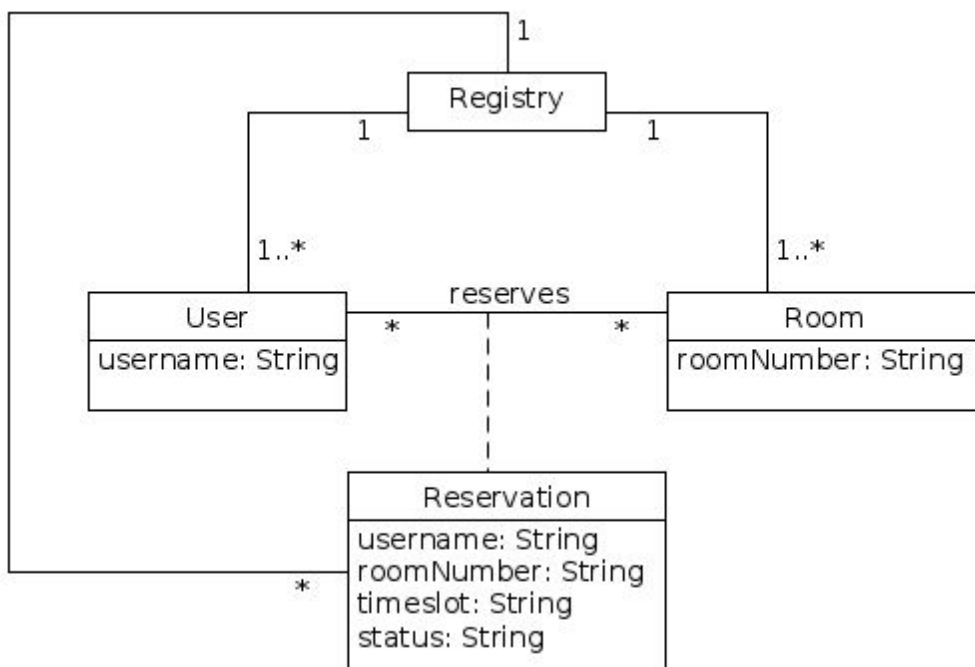 1
Registry
1
1
1..*
1..*
User
reserves
Room
*
*
username: String
roomNumber: String
Reservation
username: String
roomNumber: String
timeslot: String
status: String
*